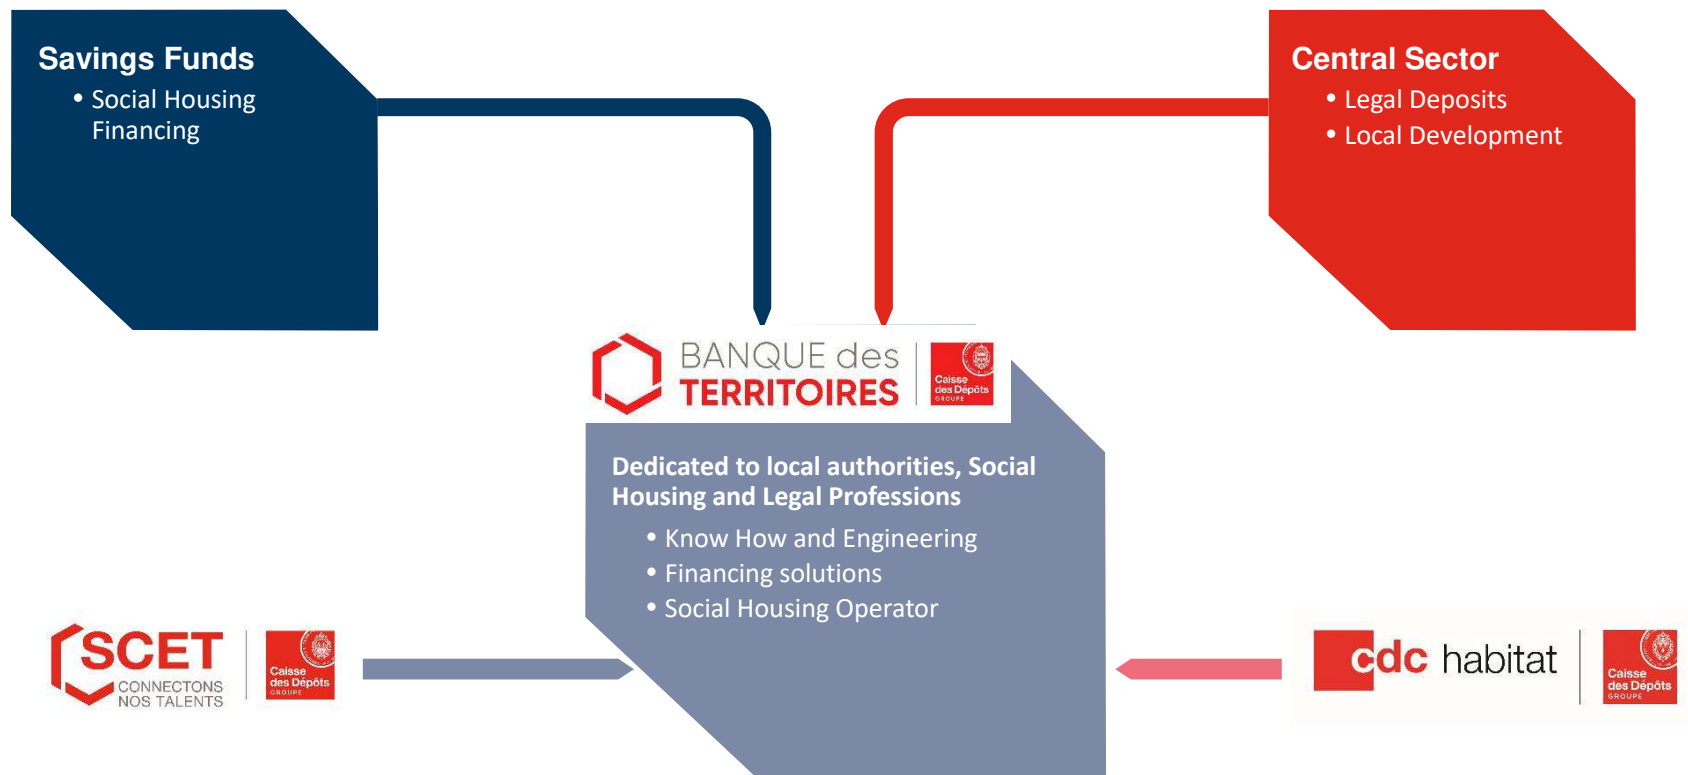 Savings Funds
• Social Housing
Financing
Central Sector
• Legal Deposits
• Local Development
BANQUE des
TERRITOIRES
Caisse
des Dépôts
GROUPE
Dedicated to local authorities, Social
Housing and Legal Professions
• Know How and Engineering
• Financing solutions
• Social Housing Operator
SCET
CONNECTONS
NOS TALENTS
Caisse
des Dépôts
GROUPE
cdc habitat
Caisse
des Dépôts
GROUPE